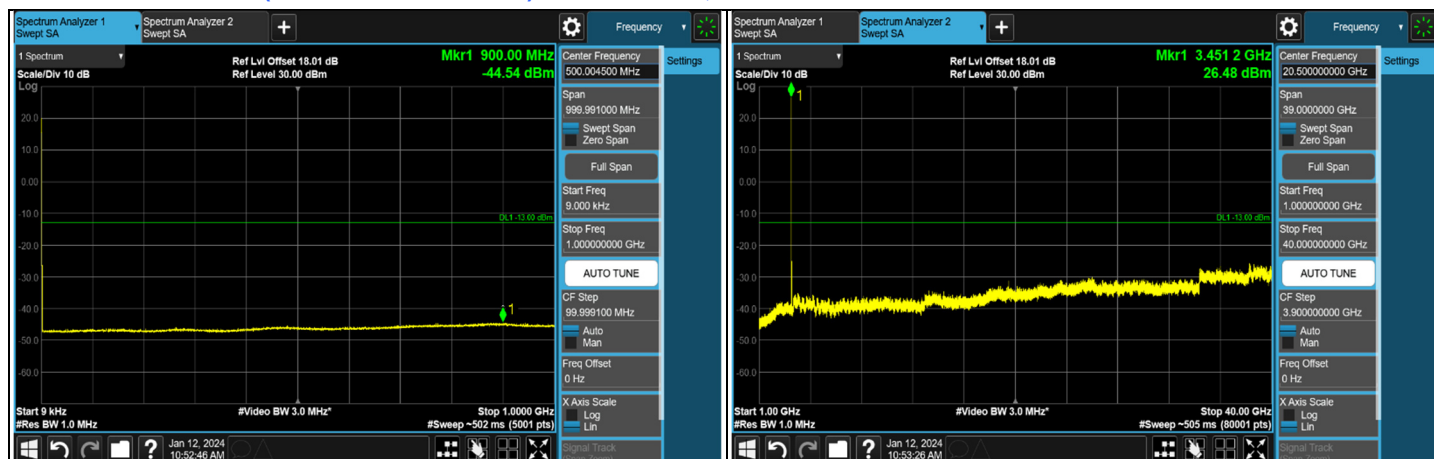 Spectrum Analyzer 1
Swept SA
Spectrum Analyzer 2
Swept SA
Frequency
1 Spectrum
Scale/Div 10 dB
Log
Ref Lvl Offset 18.01 dB
Ref Level 30.00 dBm
Mkr1 900.00 MHz
-44.54 dBm
1
20.0
10.0
0.00
-10.0
-20.0
-30.0
-40.0
-50.0
-60.0
DL1 -13.00 dBm
Start 9 kHz
#Res BW 1.0 MHz
#Video BW 3.0 MHz*
Stop 1.0000 GHz
#Sweep ~502 ms (5001 pts)
Center Frequency
500.004500 MHz
Settings
Span
999.991000 MHz
Swept Span
Zero Span
Full Span
Start Freq
9.000 kHz
Stop Freq
1.000000000 GHz
AUTO TUNE
CF Step
99.999100 MHz
Auto
Man
Freq Offset
0 Hz
X Axis Scale
Log
Lin
Signal Track
?
Jan 12, 2024
10:52:46 AM
Spectrum Analyzer 1
Swept SA
Spectrum Analyzer 2
Swept SA
Frequency
1 Spectrum
Scale/Div 10 dB
Log
Ref Lvl Offset 18.01 dB
Ref Level 30.00 dBm
Mkr1 3.451 2 GHz
26.48 dBm
1
20.0
10.0
0.00
-10.0
-20.0
-30.0
-40.0
-50.0
-60.0
DL1 -13.00 dBm
Start 1.00 GHz
#Res BW 1.0 MHz
#Video BW 3.0 MHz*
Stop 40.00 GHz
#Sweep ~505 ms (80001 pts)
Center Frequency
20.500000000 GHz
Settings
Span
39.0000000 GHz
Swept Span
Zero Span
Full Span
Start Freq
1.000000000 GHz
Stop Freq
40.000000000 GHz
AUTO TUNE
CF Step
3.900000000 GHz
Auto
Man
Freq Offset
0 Hz
X Axis Scale
Log
Lin
Signal Track
?
Jan 12, 2024
10:53:26 AM